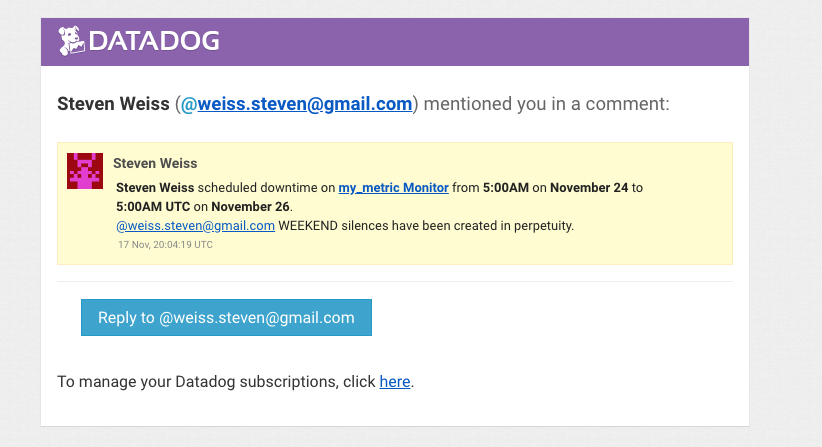 DATADOG
Steven Weiss (@weiss.steven@gmail.com) mentioned you in a comment:
Steven Weiss
Steven Weiss scheduled downtime on my_metric Monitor from 5:00AM on November 24 to
5:00AM UTC on November 26.
@weiss.steven@gmail.com WEEKEND silences have been created in perpetuity.
17 Nov, 20:04:19 UTC
Reply to @weiss.steven@gmail.com
To manage your Datadog subscriptions, click here.